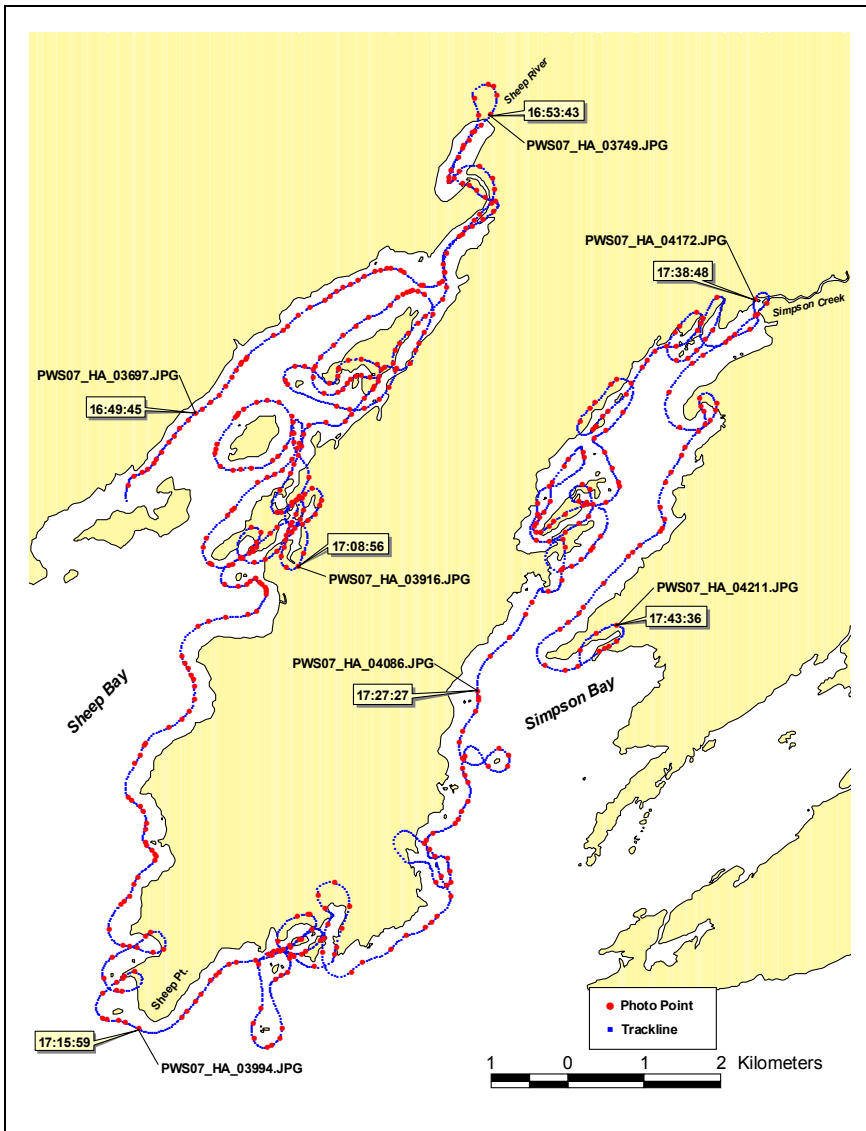 Sheep River
16:53:43
PWS07_HA_03749.JPG
PWS07_HA_04172.JPG
17:38:48
Simpson Creek
PWS07_HA_03697.JPG
16:49:45
17:08:56
PWS07_HA_03916.JPG
PWS07_HA_04211.JPG
17:43:36
PWS07_HA_04086.JPG
17:27:27
Sheep Bay
Simpson Bay
Sheep Pt.
17:15:59
PWS07_HA_03994.JPG
Photo Point
Trackline
1 0 1 2 Kilometers